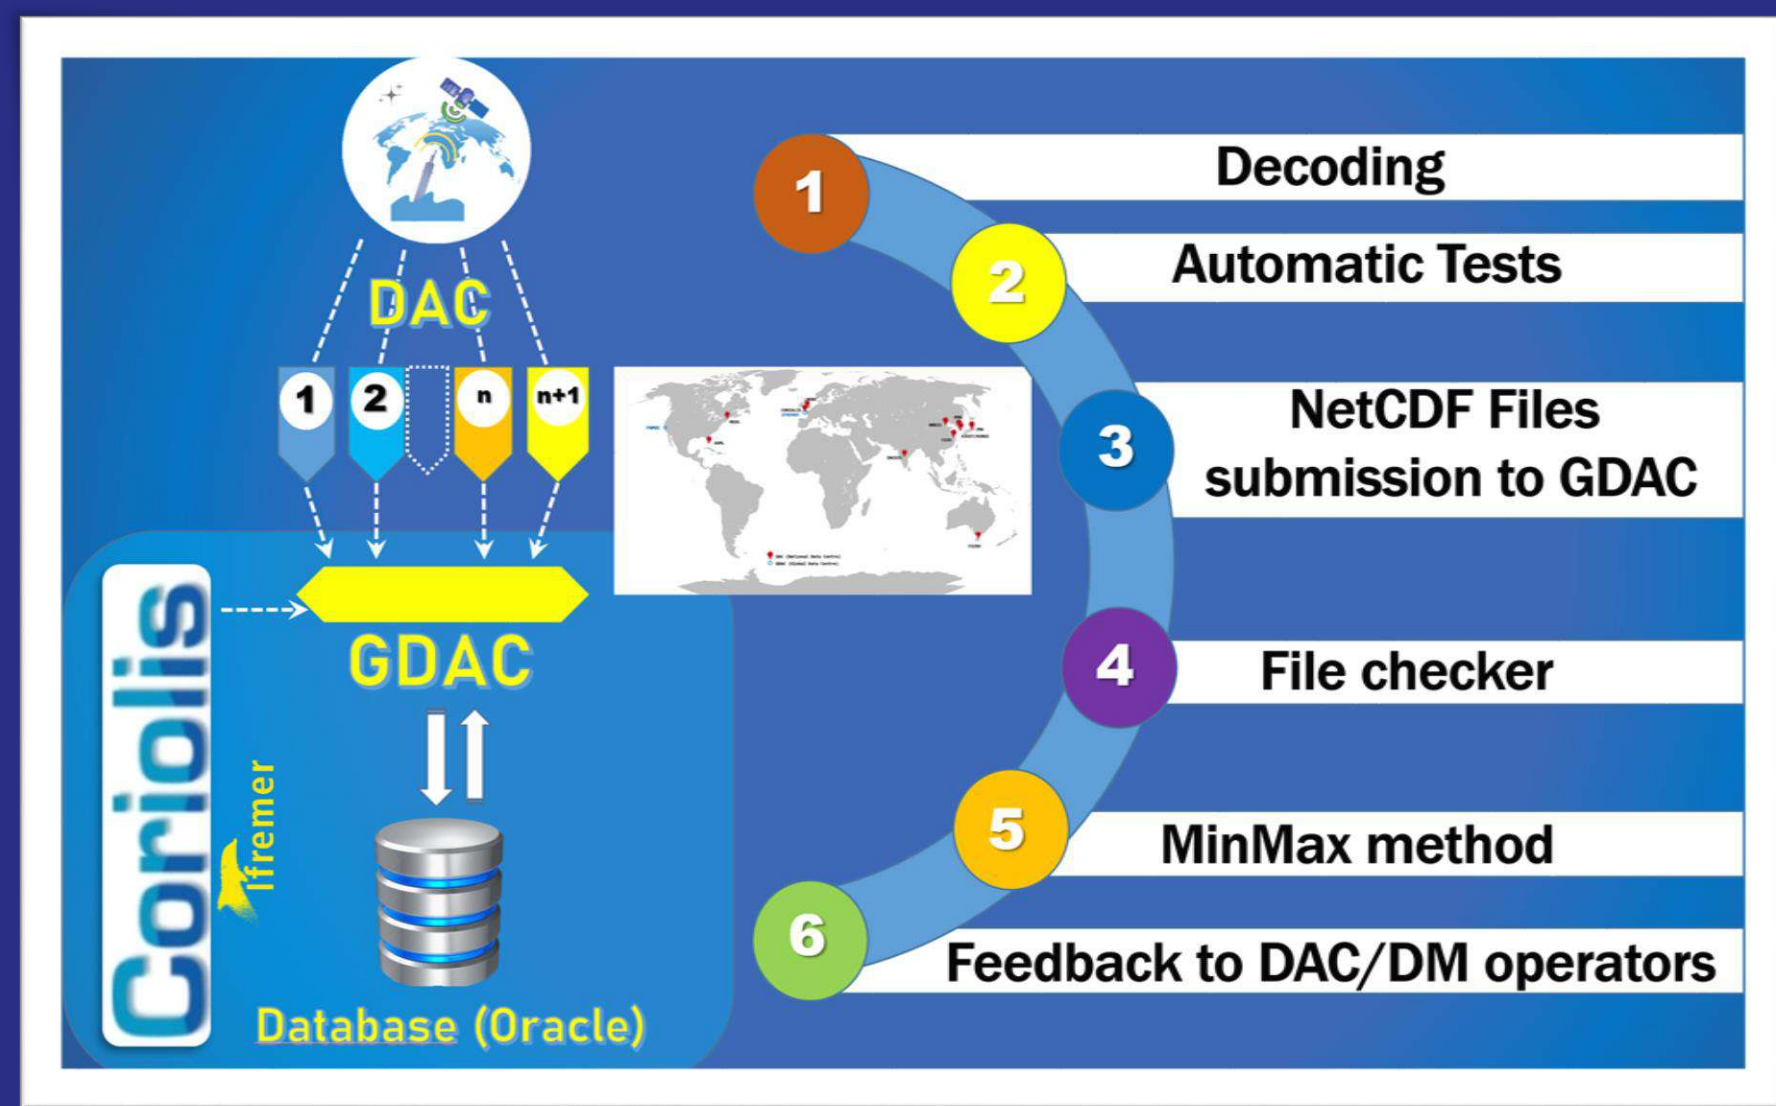 DAC
1
2
n
n+1
GDAC
Coriolis
Ifremer
Database (Oracle)
1
Decoding
2
Automatic Tests
3
NetCDF Files
submission to GDAC
4
File checker
5
MinMax method
6
Feedback to DAC/DM operators